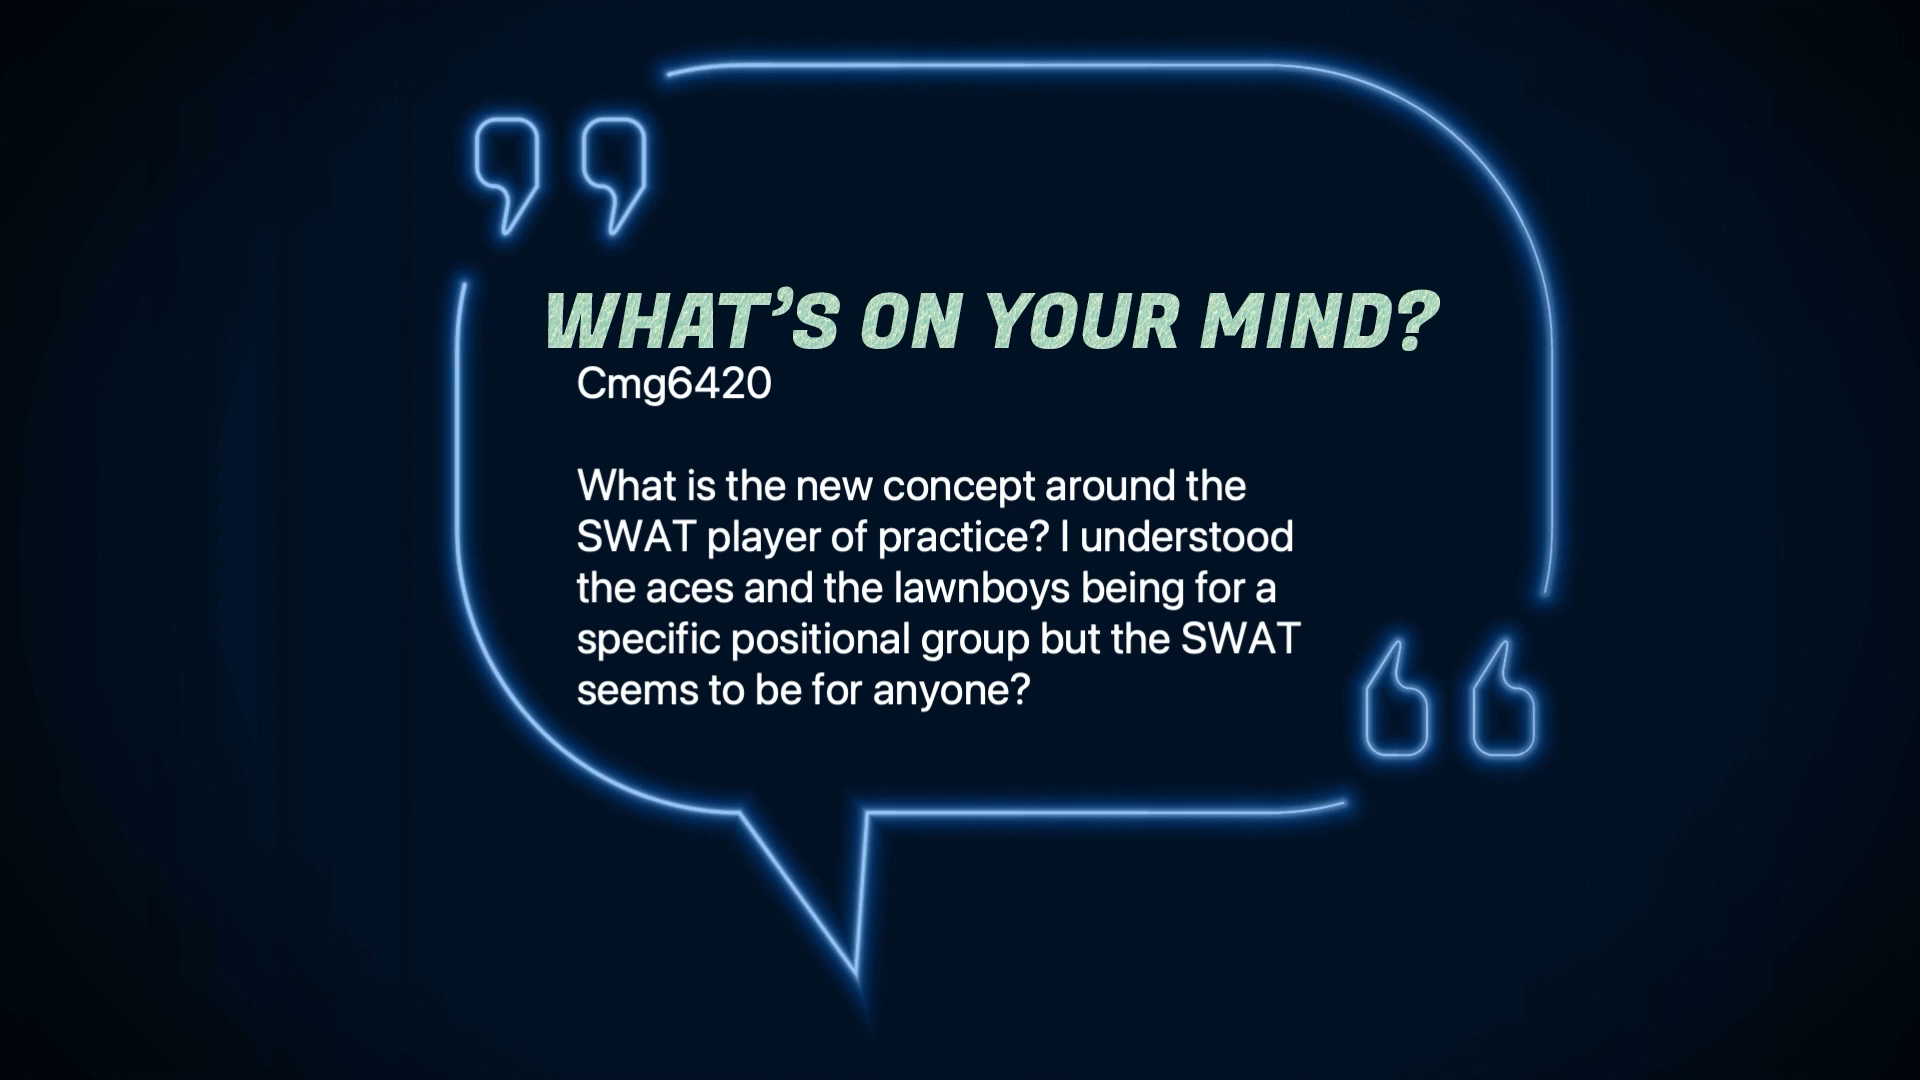 WHAT'S ON YOUR MIND?
Cmg6420
What is the new concept around the
SWAT player of practice? I understood
the aces and the lawnboys being for a
specific positional group but the SWAT
seems to be for anyone?